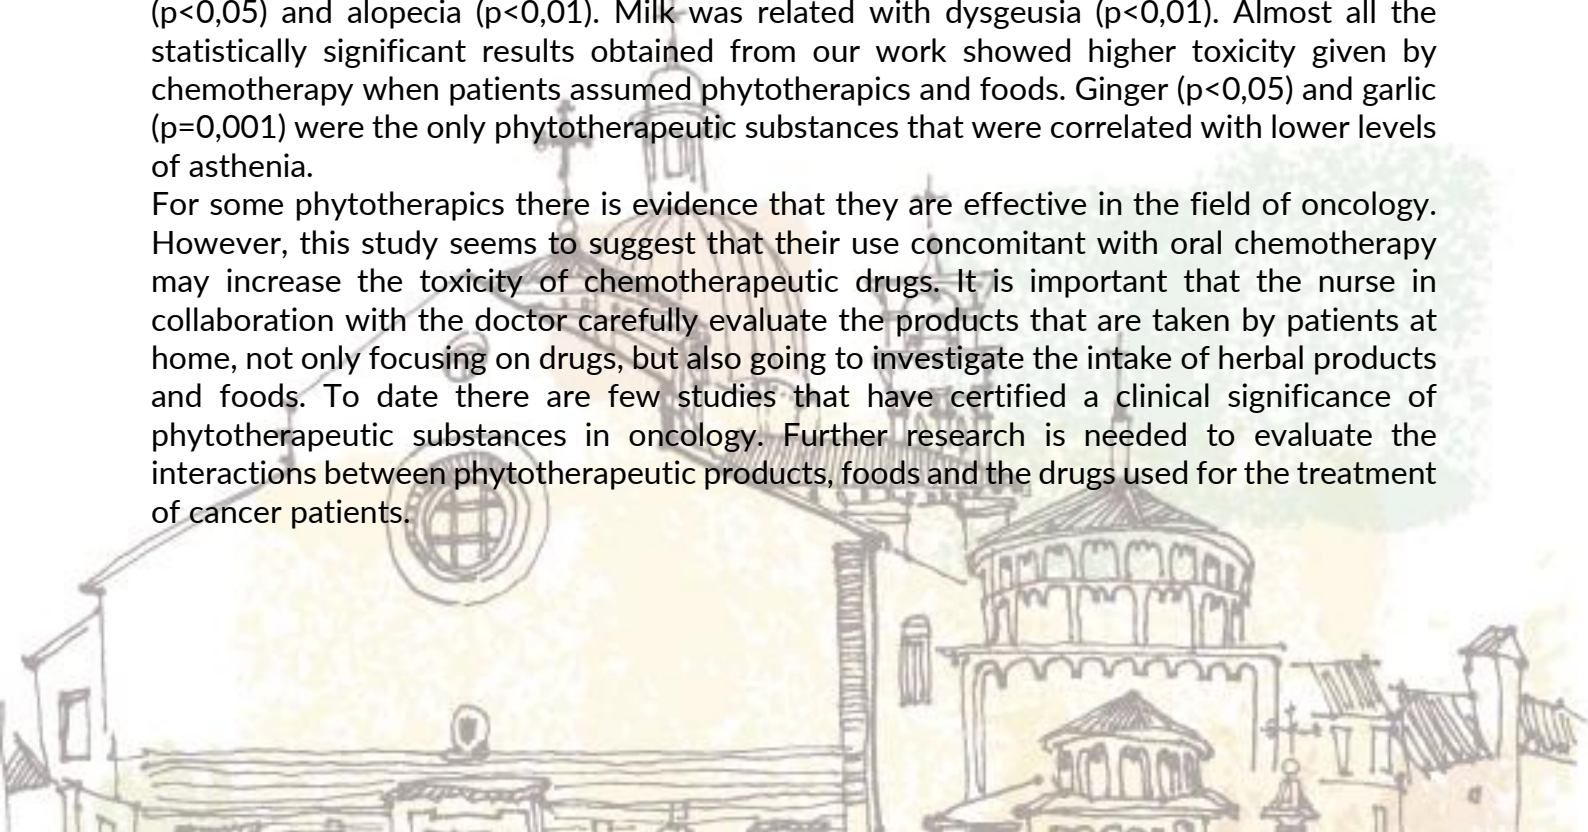 (p<0,05) and alopecia (p<0,01). Milk was related with dysgeusia (p<0,01). Almost all the
statistically significant results obtained from our work showed higher toxicity given by
chemotherapy when patients assumed phytotherapics and foods. Ginger (p<0,05) and garlic
(p=0,001) were the only phytotherapeutic substances that were correlated with lower levels
of asthenia.
For some phytotherapics there is evidence that they are effective in the field of oncology.
However, this study seems to suggest that their use concomitant with oral chemotherapy
may increase the toxicity of chemotherapeutic drugs. It is important that the nurse in
collaboration with the doctor carefully evaluate the products that are taken by patients at
home, not only focusing on drugs, but also going to investigate the intake of herbal products
and foods. To date there are few studies that have certified a clinical significance of
phytotherapeutic substances in oncology. Further research is needed to evaluate the
interactions between phytotherapeutic products, foods and the drugs used for the treatment
of cancer patients.